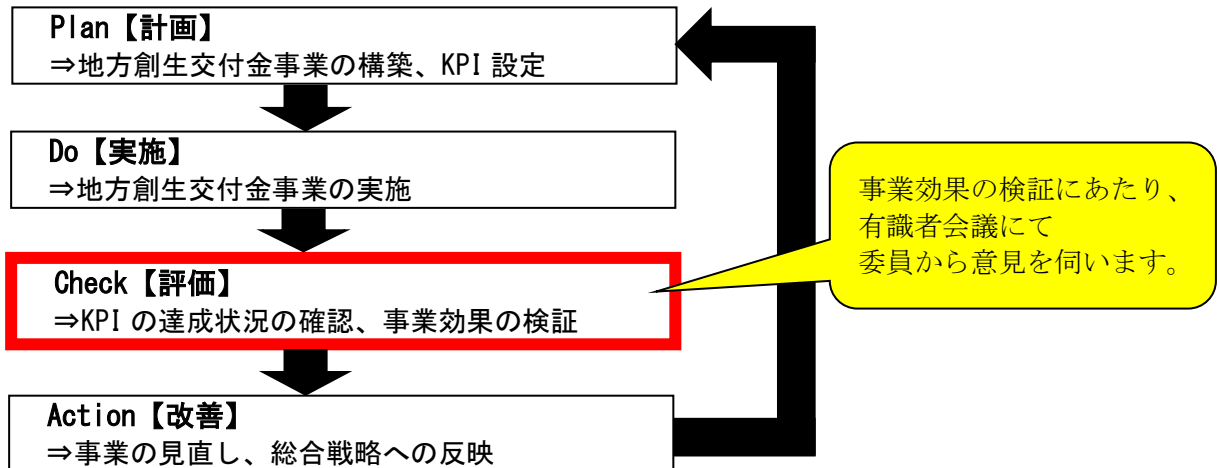 Plan【計画】
⇒地方創生交付金事業の構築、KPI 設定
Do【実施】
⇒地方創生交付金事業の実施
Check【評価】
⇒KPI の達成状況の確認、事業効果の検証
事業効果の検証にあたり、
有識者会議にて
委員から意見を伺います。
Action【改善】
⇒事業の見直し、総合戦略への反映